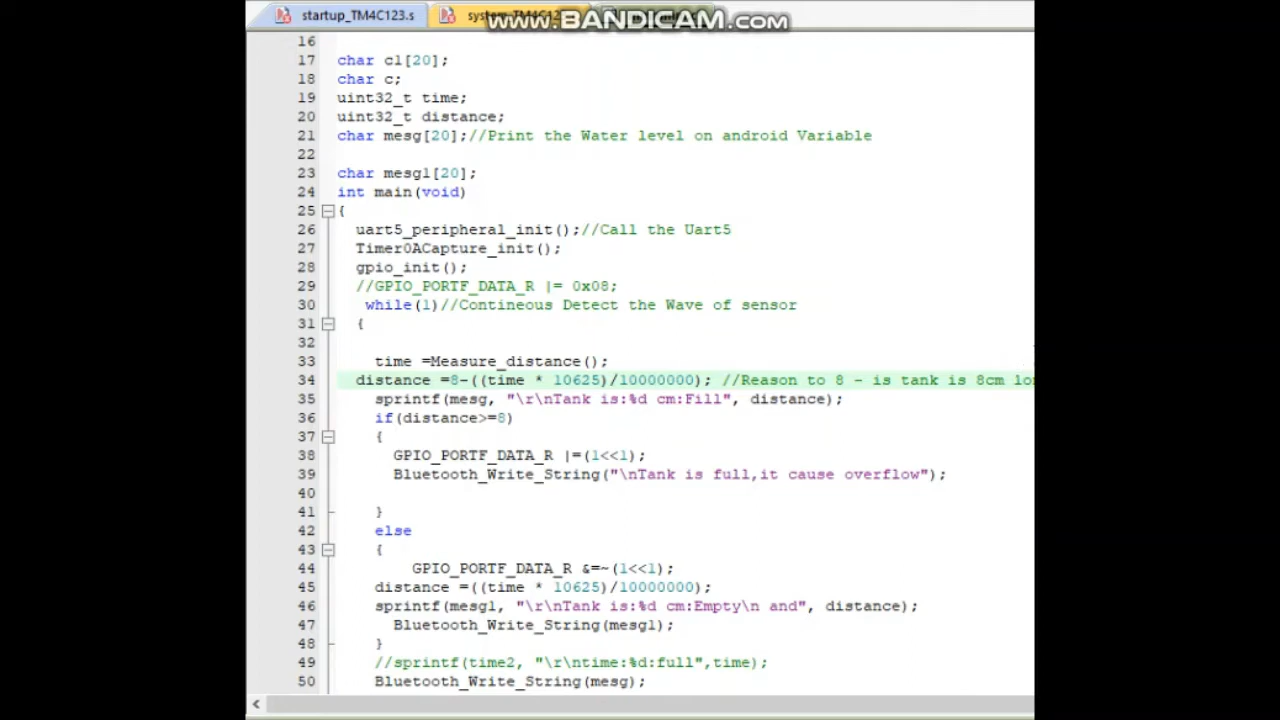 startup_TM4C123.s
system_TM4C12
www.BANDICAM.com
16
17 char c1[20];
18 char c;
19 uint32_t time;
20 uint32_t distance;
21 char mesg[20];//Print the Water level on android Variable
22
23 char mesg1[20];
24 int main(void)
25 {
26 uart5_peripheral_init();//Call the Uart5
27 Timer0ACapture_init();
28 gpio_init();
29 //GPIO_PORTF_DATA_R |= 0x08;
30 while(1)//Contineous Detect the Wave of sensor
31 {
32
33 time =Measure_distance();
34 distance =8-((time * 10625)/10000000); //Reason to 8 - is tank is 8cm lon
35 sprintf(mesg, "\r\nTank is:%d cm:Fill", distance);
36 if(distance>=8)
37 {
38 GPIO_PORTF_DATA_R |=(1<<1);
39 Bluetooth_Write_String("\nTank is full,it cause overflow");
40
41 }
42 else
43 {
44 GPIO_PORTF_DATA_R &=~(1<<1);
45 distance =((time * 10625)/10000000);
46 sprintf(mesg1, "\r\nTank is:%d cm:Empty\n and", distance);
47 Bluetooth_Write_String(mesg1);
48 }
49 //sprintf(time2, "\r\ntime:%d:full",time);
50 Bluetooth_Write_String(mesg);